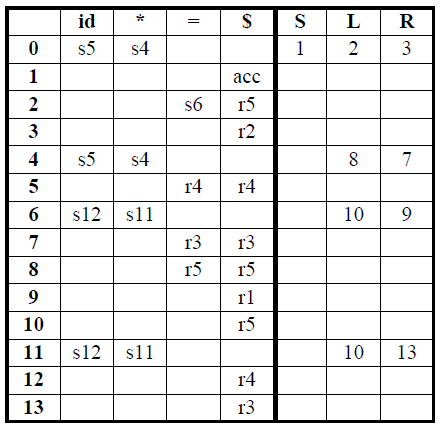 id * = $ S L R
0 s5 s4 1 2 3
1 acc
2 s6 r5
3 r2
4 s5 s4 8 7
5 r4 r4
6 s12 s11 10 9
7 r3 r3
8 r5 r5
9 r1
10 r5
11 s12 s11 10 13
12 r4
13 r3